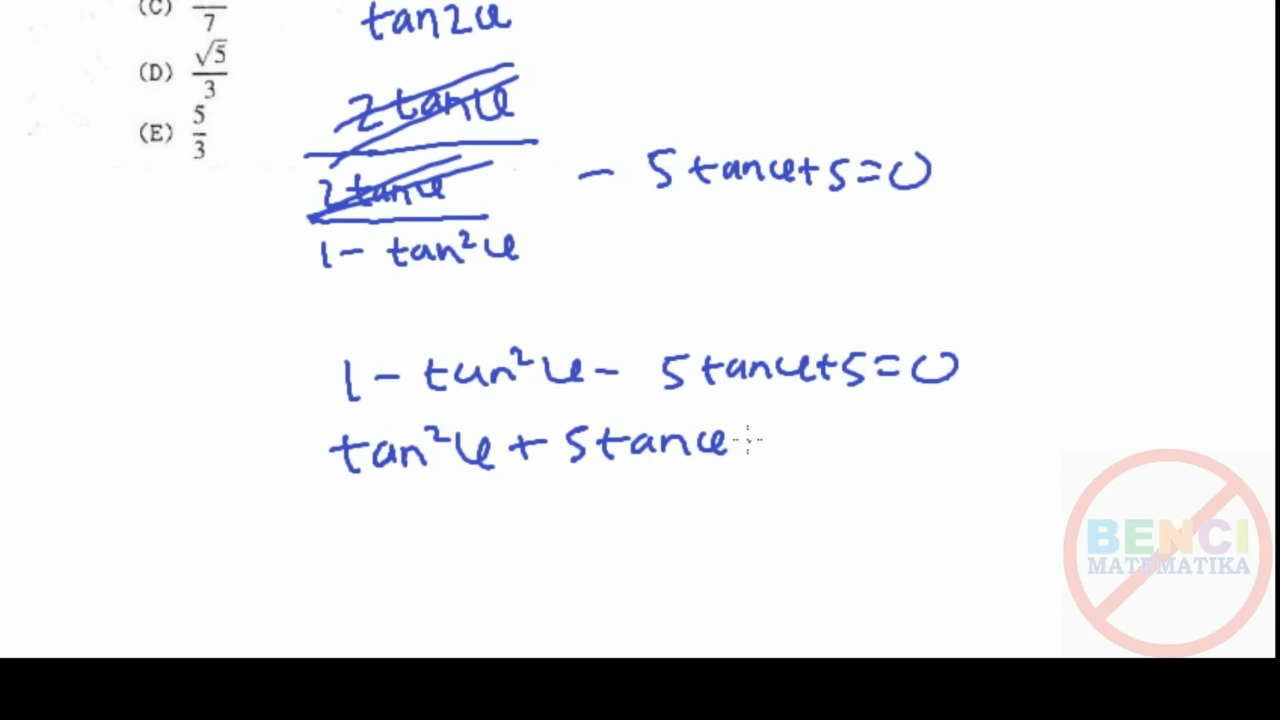 (C) 7
tan2α
(D) √5/3
2tanα
(E) 5/3
2tanα - 5tanα+5=0
1 - tan²α
1 - tan²α - 5tanα+5=0
tan²α + 5tanα
BENCI
MATEMATIKA